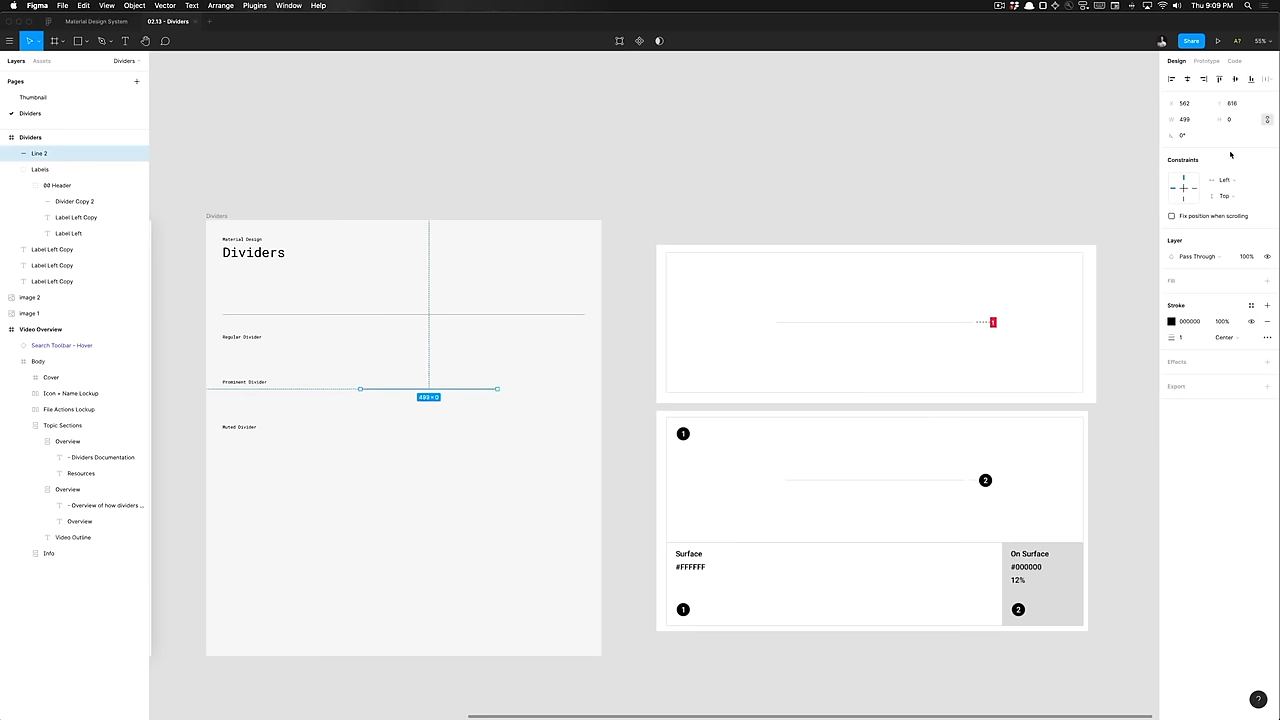 Figma File Edit View Object Vector Text Arrange Plugins Window Help
Thu 9:09 PM
Material Design System
02.13 - Dividers
Share
A?
55%
Layers Assets Dividers
Pages
Thumbnail
Dividers
Dividers
Line 2
Labels
00 Header
Divider Copy 2
Label Left Copy
Label Left
Label Left Copy
Label Left Copy
Label Left Copy
image 2
image 1
Video Overview
Search Toolbar - Hover
Body
Cover
Icon + Name Lockup
File Actions Lockup
Topic Sections
Overview
- Dividers Documentation
Resources
Overview
- Overview of how dividers ...
Overview
Video Outline
Info
Dividers
Material Design
Dividers
Regular Divider
Prominent Divider
499 × 0
Muted Divider
1
1
2
Surface
#FFFFFF
1
On Surface
#000000
12%
2
Design Prototype Code
X 562 Y 616
W 499 H 0
0°
Constraints
Left
Top
Fix position when scrolling
Layer
Pass Through 100%
Fill
Stroke
000000 100%
1 Center
Effects
Export
?